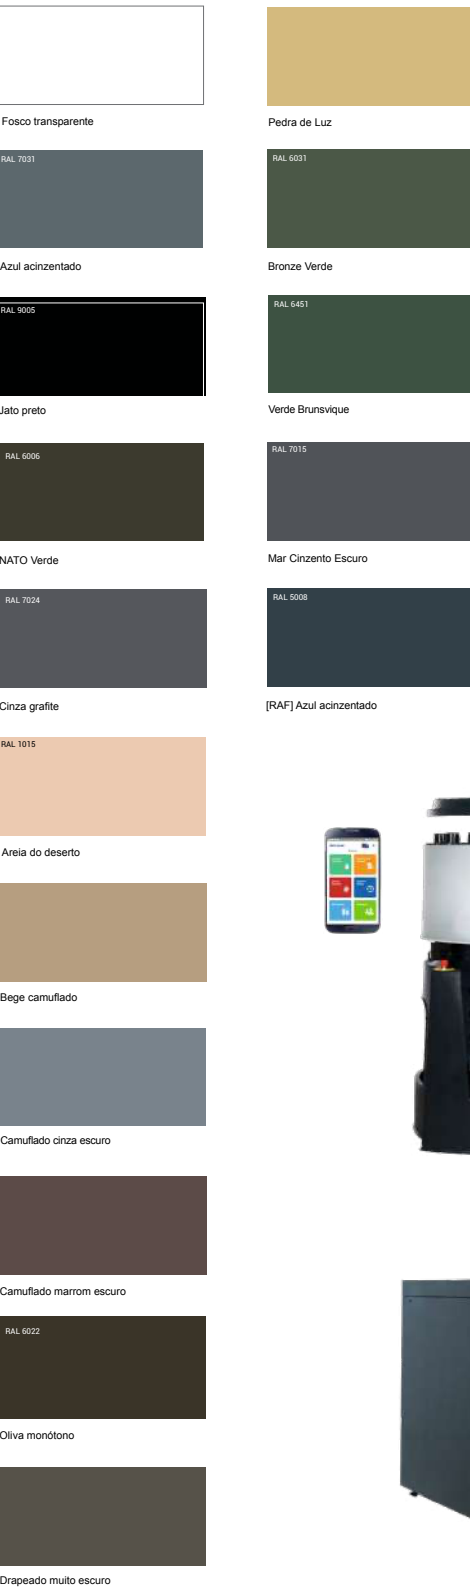 Fosco transparente
RAL 7031
Azul acinzentado
RAL 9005
Jato preto
RAL 6006
NATO Verde
RAL 7024
Cinza grafite
RAL 1015
Areia do deserto
Bege camuflado
Camuflado cinza escuro
Camuflado marrom escuro
RAL 6022
Oliva monótono
Drapeado muito escuro
Pedra de Luz
RAL 6031
Bronze Verde
RAL 6451
Verde Brunsvique
RAL 7015
Mar Cinzento Escuro
RAL 5008
[RAF] Azul acinzentado